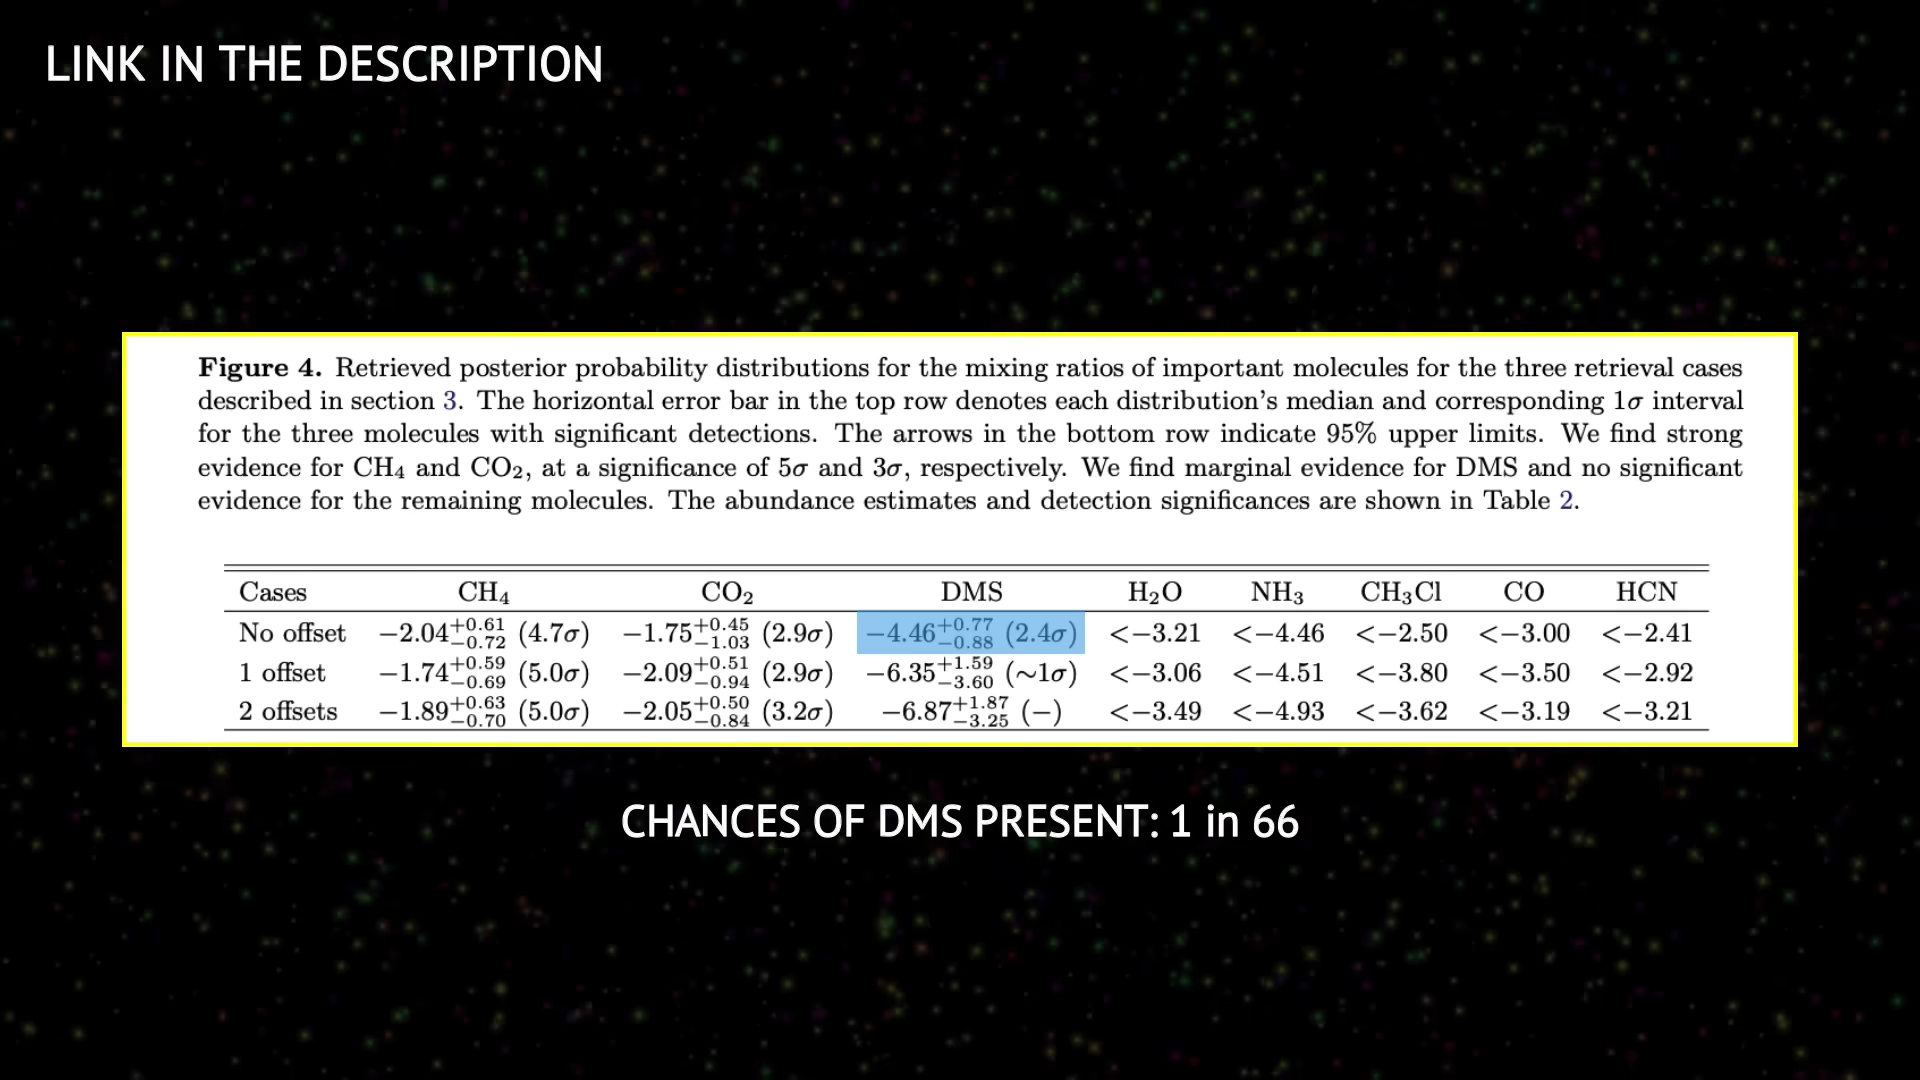 LINK IN THE DESCRIPTION
Figure 4. Retrieved posterior probability distributions for the mixing ratios of important molecules for the three retrieval cases
described in section 3. The horizontal error bar in the top row denotes each distribution's median and corresponding 1σ interval
for the three molecules with significant detections. The arrows in the bottom row indicate 95% upper limits. We find strong
evidence for CH₄ and CO₂, at a significance of 5σ and 3σ, respectively. We find marginal evidence for DMS and no significant
evidence for the remaining molecules. The abundance estimates and detection significances are shown in Table 2.
Cases CH₄ CO₂ DMS H₂O NH₃ CH₃Cl CO HCN
No offset −2.04+0.61−0.72 (4.7σ) −1.75+0.45−1.03 (2.9σ) −4.46+0.77−0.88 (2.4σ) <−3.21 <−4.46 <−2.50 <−3.00 <−2.41
1 offset −1.74+0.59−0.69 (5.0σ) −2.09+0.51−0.94 (2.9σ) −6.35+1.59−3.60 (~1σ) <−3.06 <−4.51 <−3.80 <−3.50 <−2.92
2 offsets −1.89+0.63−0.70 (5.0σ) −2.05+0.50−0.84 (3.2σ) −6.87+1.87−3.25 (−) <−3.49 <−4.93 <−3.62 <−3.19 <−3.21
CHANCES OF DMS PRESENT: 1 in 66